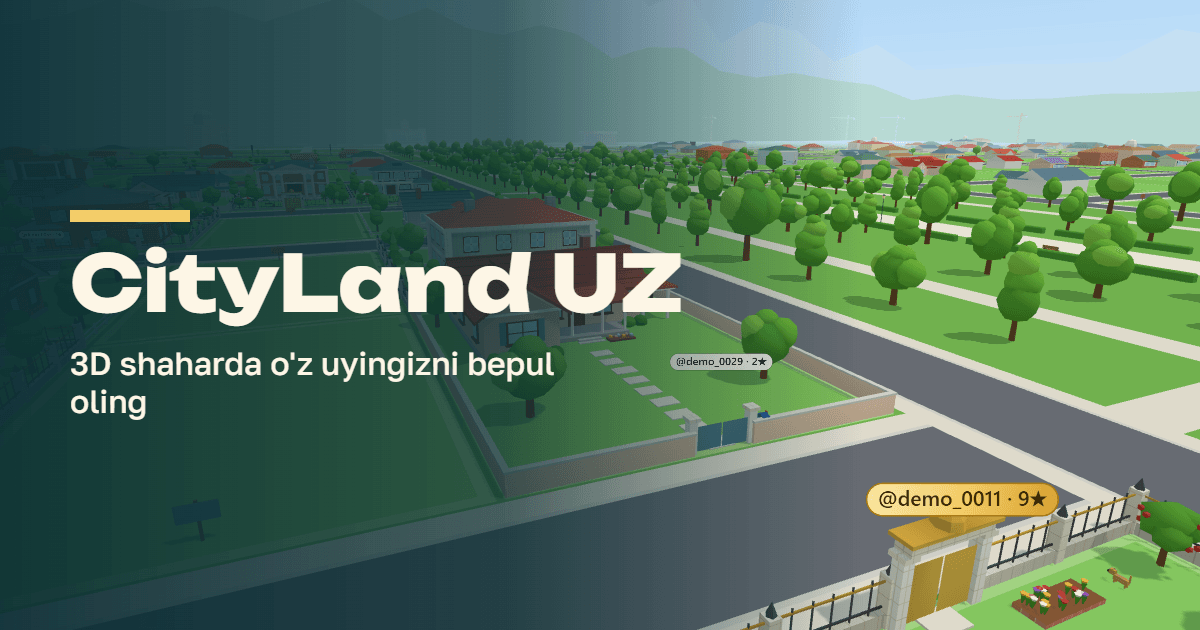 CityLand UZ
3D shaharda o'z uyingizni bepul
oling
@demo_0029 · 2★
@demo_0011 · 9★